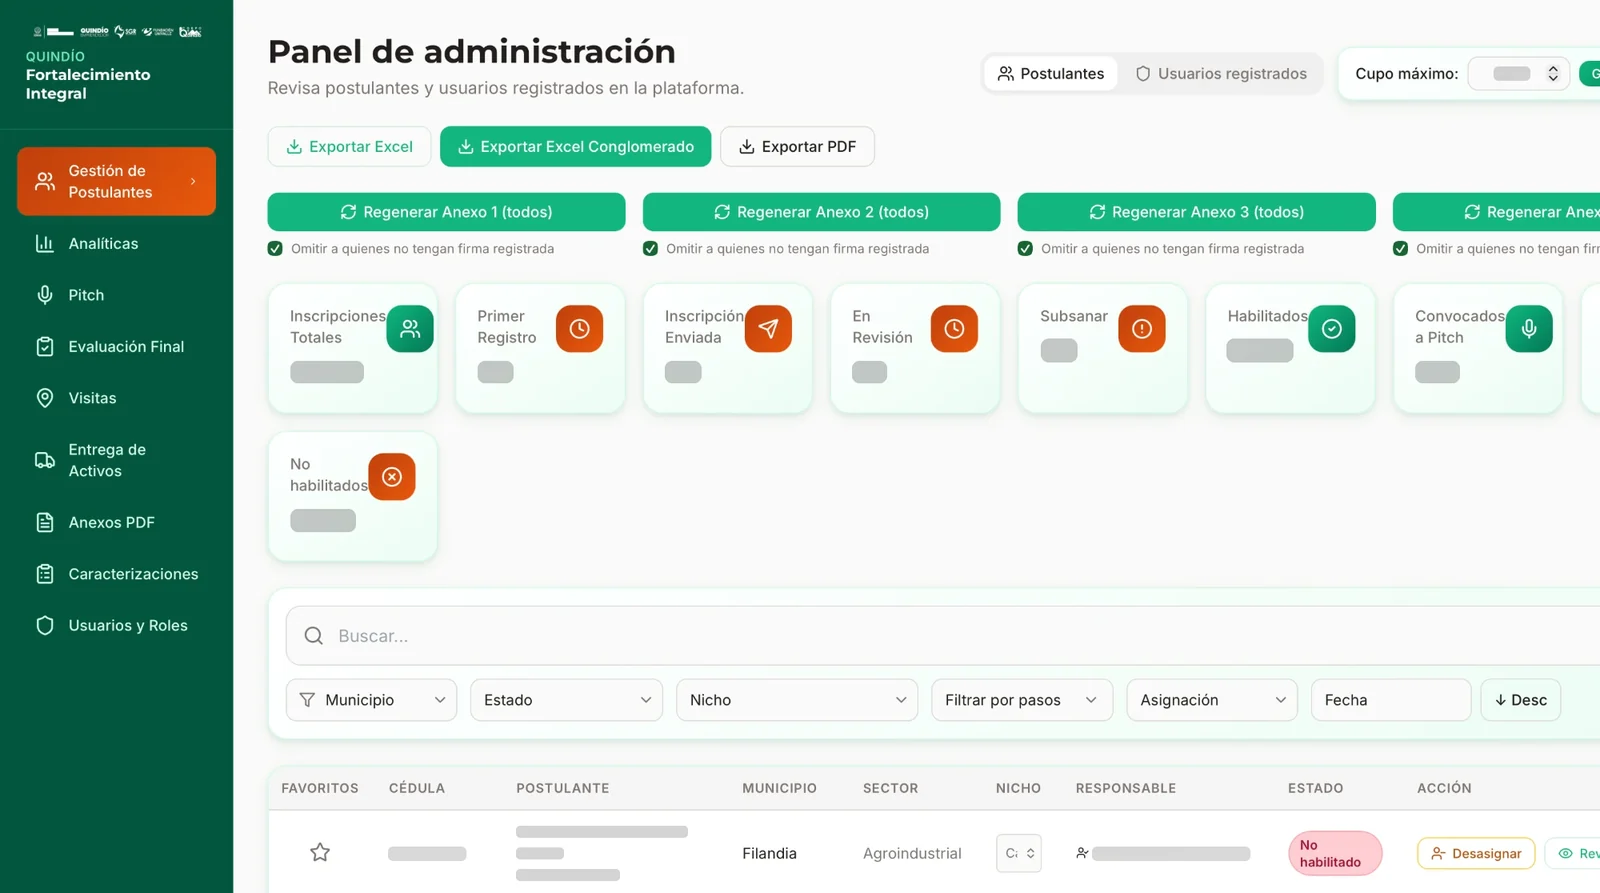 QUINDÍO
SGR
QUINDÍO
Fortalecimiento
Integral
Gestión de
Postulantes
Analíticas
Pitch
Evaluación Final
Visitas
Entrega de
Activos
Anexos PDF
Caracterizaciones
Usuarios y Roles
Panel de administración
Revisa postulantes y usuarios registrados en la plataforma.
Postulantes
Usuarios registrados
Cupo máximo:
G
Exportar Excel
Exportar Excel Conglomerado
Exportar PDF
Regenerar Anexo 1 (todos)
Regenerar Anexo 2 (todos)
Regenerar Anexo 3 (todos)
Regenerar Anex
Omitir a quienes no tengan firma registrada
Omitir a quienes no tengan firma registrada
Omitir a quienes no tengan firma registrada
Omitir a quienes no tengan fir
Inscripciones
Totales
Primer
Registro
Inscripción
Enviada
En
Revisión
Subsanar
Habilitados
Convocados
a Pitch
No
habilitados
Buscar...
Municipio
Estado
Nicho
Filtrar por pasos
Asignación
Fecha
Desc
FAVORITOS CÉDULA POSTULANTE MUNICIPIO SECTOR NICHO RESPONSABLE ESTADO ACCIÓN
Filandia
Agroindustrial
No
habilitado
Desasignar
Rev